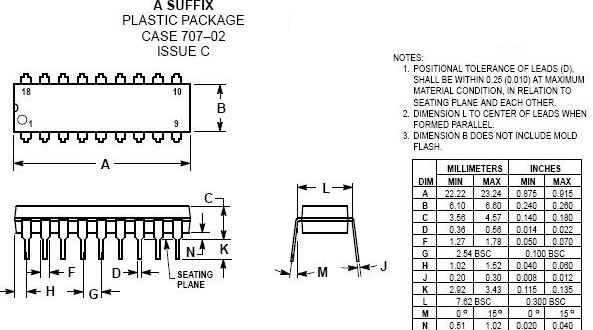 A SUFFIX
PLASTIC PACKAGE
CASE 707–02
ISSUE C
18
10
1
9
B
A
C
N
K
F
D
SEATING
PLANE
H
G
L
M
J
NOTES:
1. POSITIONAL TOLERANCE OF LEADS (D),
SHALL BE WITHIN 0.25 (0.010) AT MAXIMUM
MATERIAL CONDITION, IN RELATION TO
SEATING PLANE AND EACH OTHER.
2. DIMENSION L TO CENTER OF LEADS WHEN
FORMED PARALLEL.
3. DIMENSION B DOES NOT INCLUDE MOLD
FLASH.
MILLIMETERS INCHES
DIM MIN MAX MIN MAX
A 22.22 23.24 0.875 0.915
B 6.10 6.60 0.240 0.260
C 3.56 4.57 0.140 0.180
D 0.36 0.56 0.014 0.022
F 1.27 1.78 0.050 0.070
G 2.54 BSC 0.100 BSC
H 1.02 1.52 0.040 0.060
J 0.20 0.30 0.008 0.012
K 2.92 3.43 0.115 0.135
L 7.62 BSC 0.300 BSC
M 0° 15° 0° 15°
N 0.51 1.02 0.020 0.040